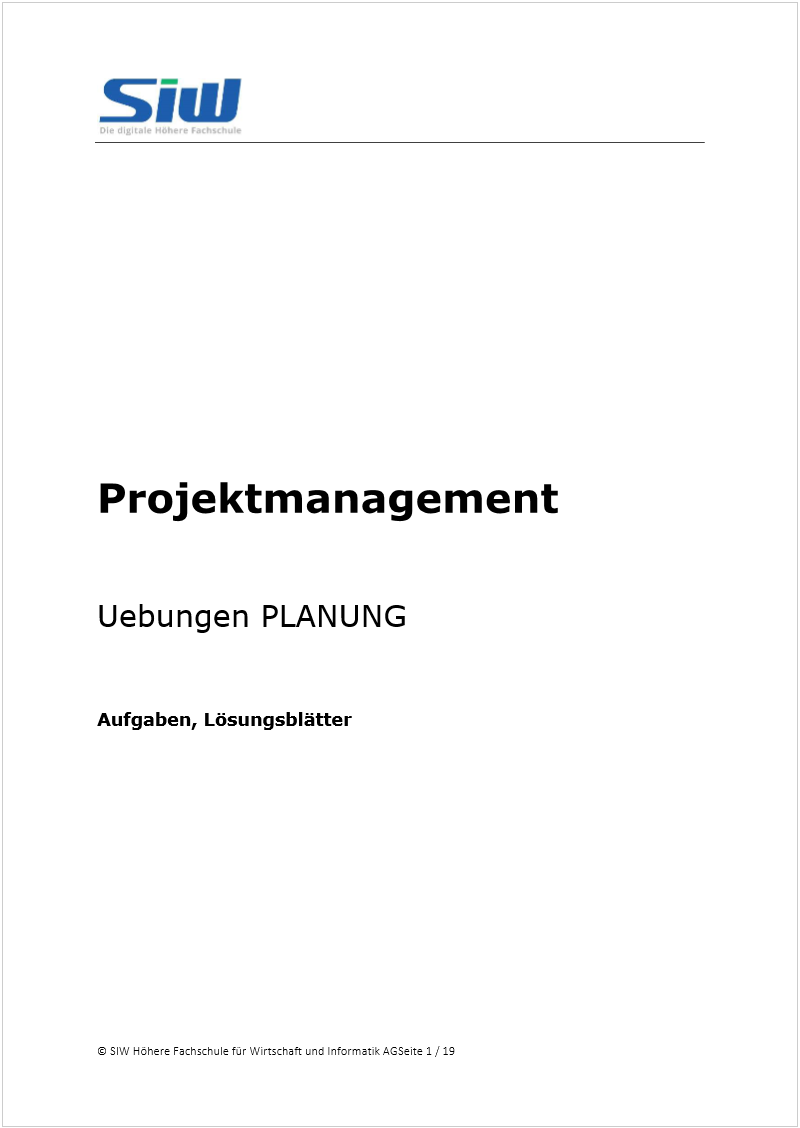 SiW
Die digitale Höhere Fachschule
Projektmanagement
Uebungen PLANUNG
Aufgaben, Lösungsblätter
© SIW Höhere Fachschule für Wirtschaft und Informatik AGSeite 1 / 19